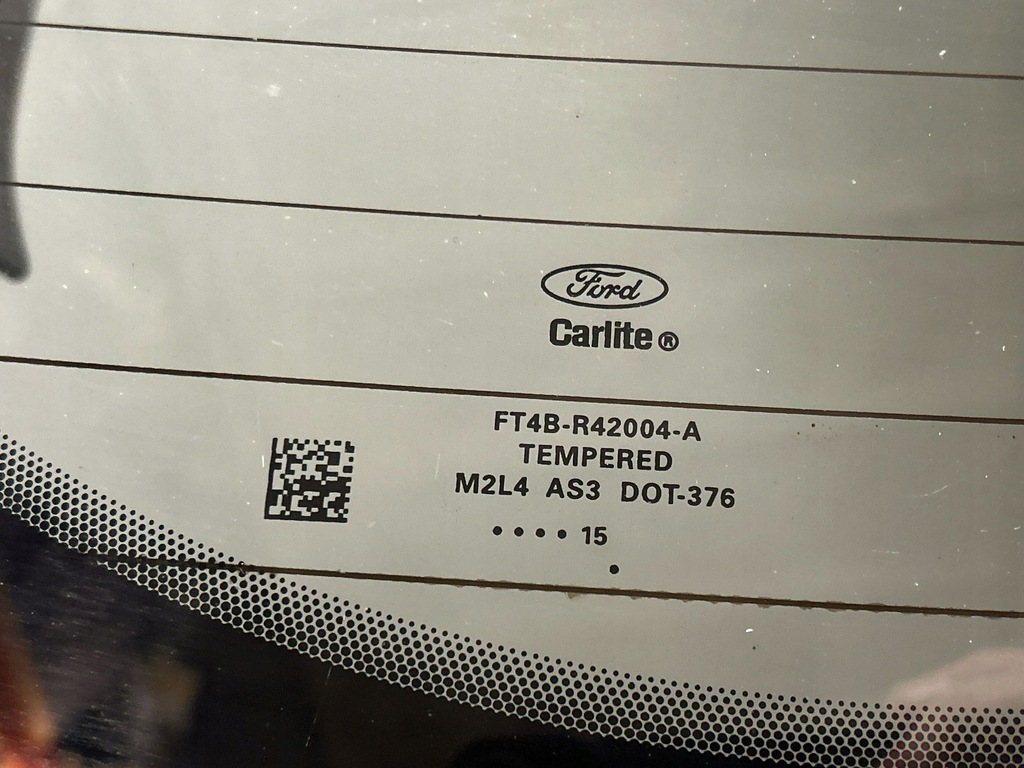 Ford
Carlite®
FT4B-R42004-A
TEMPERED
M2L4 AS3 DOT-376
• • • • 15
•